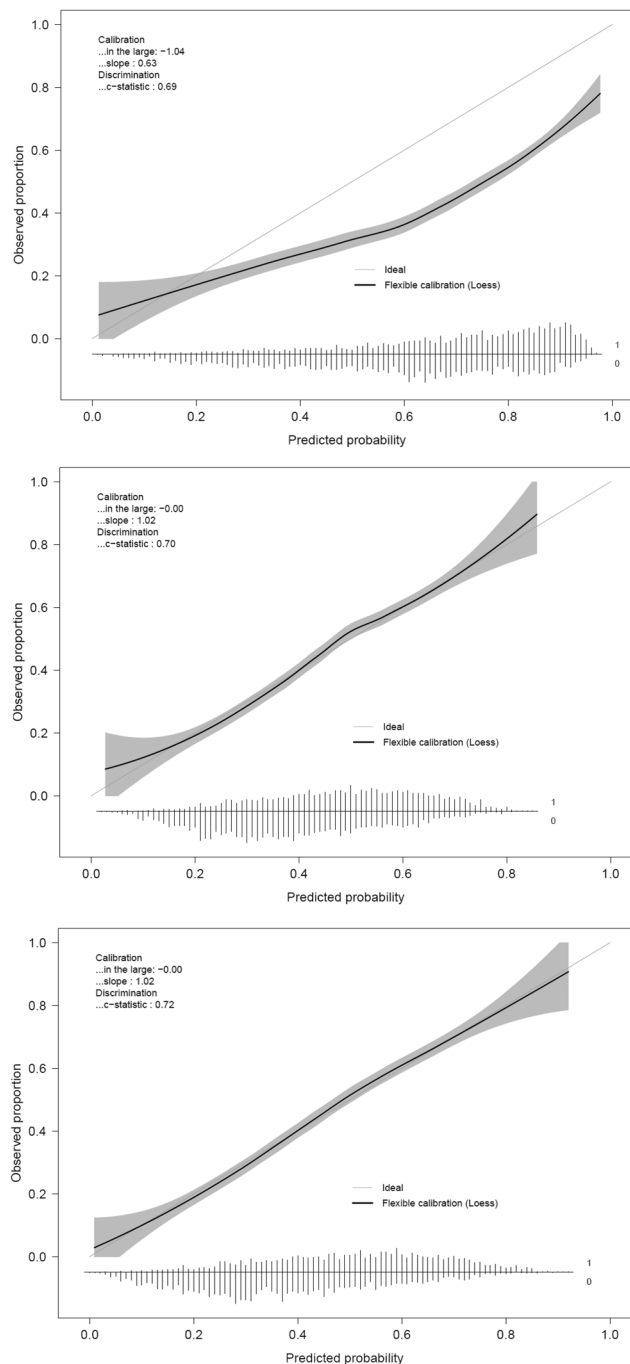 1.0
Calibration
...in the large: −1.04
...slope : 0.63
Discrimination
...c−statistic : 0.69
0.8
0.6
0.4
0.2
0.0
Observed proportion
Ideal
Flexible calibration (Loess)
1
0
0.0 0.2 0.4 0.6 0.8 1.0
Predicted probability
1.0
Calibration
...in the large: −0.00
...slope : 1.02
Discrimination
...c−statistic : 0.70
0.8
0.6
0.4
0.2
0.0
Observed proportion
Ideal
Flexible calibration (Loess)
1
0
0.0 0.2 0.4 0.6 0.8 1.0
Predicted probability
1.0
Calibration
...in the large: −0.00
...slope : 1.02
Discrimination
...c−statistic : 0.72
0.8
0.6
0.4
0.2
0.0
Observed proportion
Ideal
Flexible calibration (Loess)
1
0
0.0 0.2 0.4 0.6 0.8 1.0
Predicted probability